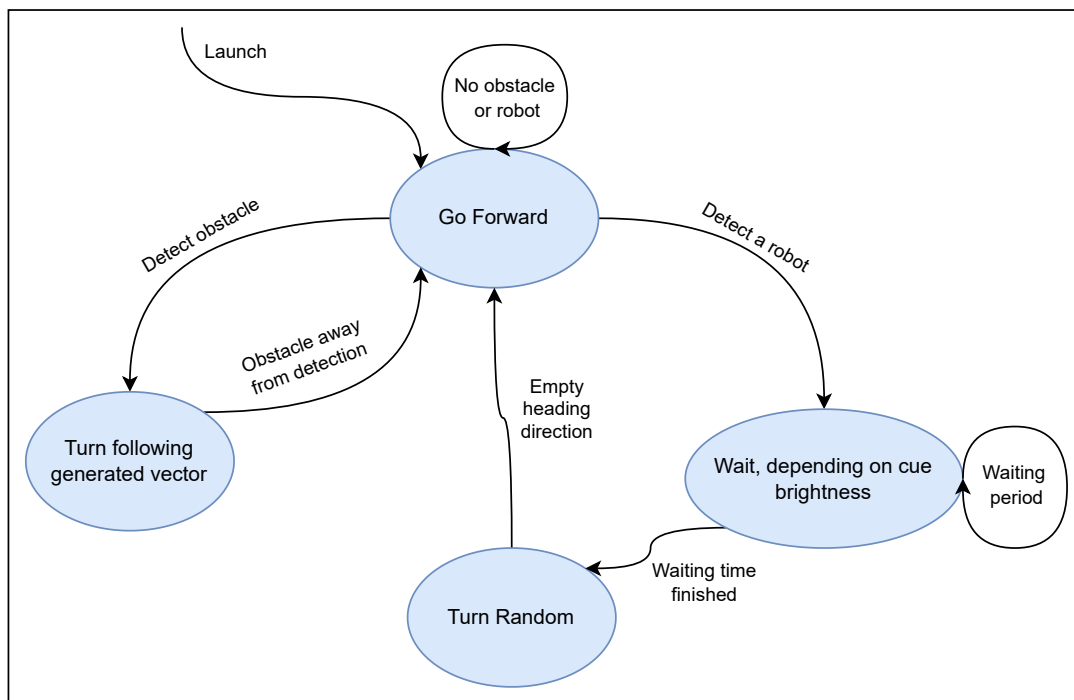 Launch
No obstacle
or robot
Go Forward
Detect obstacle
Detect a robot
Obstacle away
from detection
Empty
heading
direction
Turn following
generated vector
Wait, depending on cue
brightness
Waiting
period
Waiting time
finished
Turn Random